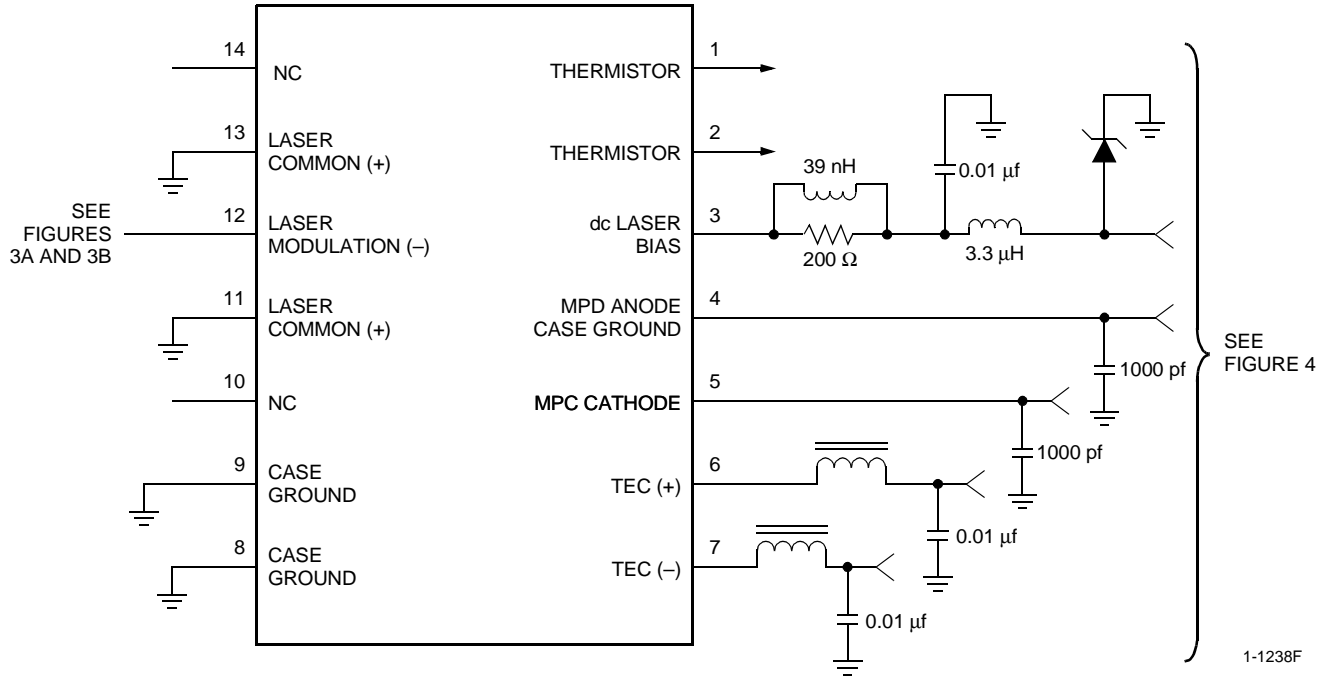 14
NC
13
LASER
COMMON (+)
SEE
FIGURES
3A AND 3B
12
LASER
MODULATION (–)
11
LASER
COMMON (+)
10
NC
9
CASE
GROUND
8
CASE
GROUND
1
THERMISTOR
2
THERMISTOR
3
dc LASER
BIAS
39 nH
200 Ω
0.01 μf
3.3 μH
4
MPD ANODE
CASE GROUND
1000 pf
5
MPC CATHODE
1000 pf
6
TEC (+)
0.01 μf
7
TEC (–)
0.01 μf
SEE
FIGURE 4
1-1238F